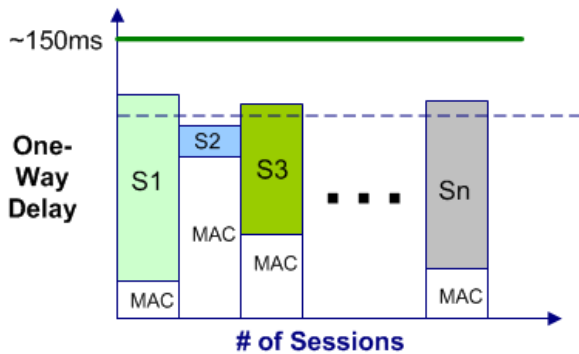 ~150ms
One-
Way
Delay
S1
S2
S3
Sn
MAC
MAC
MAC
MAC
# of Sessions